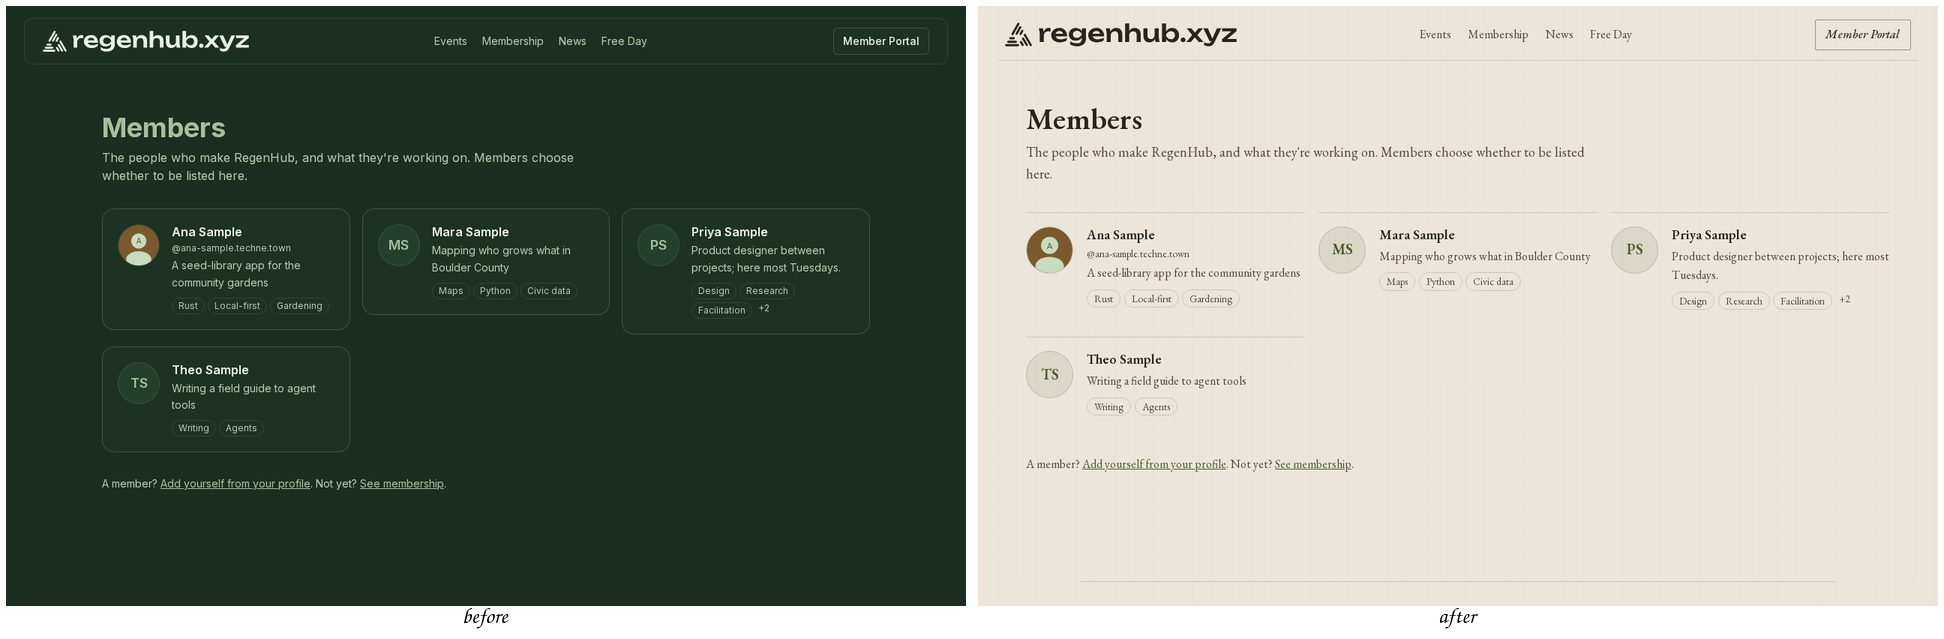 regenhub.xyz
Events Membership News Free Day
Member Portal
Members
The people who make RegenHub, and what they're working on. Members choose
whether to be listed here.
A
Ana Sample
@ana-sample.techne.town
A seed-library app for the
community gardens
Rust Local-first Gardening
MS
Mara Sample
Mapping who grows what in
Boulder County
Maps Python Civic data
PS
Priya Sample
Product designer between
projects; here most Tuesdays.
Design Research
Facilitation +2
TS
Theo Sample
Writing a field guide to agent
tools
Writing Agents
A member? Add yourself from your profile. Not yet? See membership.
before
regenhub.xyz
Events Membership News Free Day
Member Portal
Members
The people who make RegenHub, and what they're working on. Members choose whether to be listed
here.
A
Ana Sample
@ana-sample.techne.town
A seed-library app for the community gardens
Rust Local-first Gardening
MS
Mara Sample
Mapping who grows what in Boulder County
Maps Python Civic data
PS
Priya Sample
Product designer between projects; here most
Tuesdays.
Design Research Facilitation +2
TS
Theo Sample
Writing a field guide to agent tools
Writing Agents
A member? Add yourself from your profile. Not yet? See membership.
after